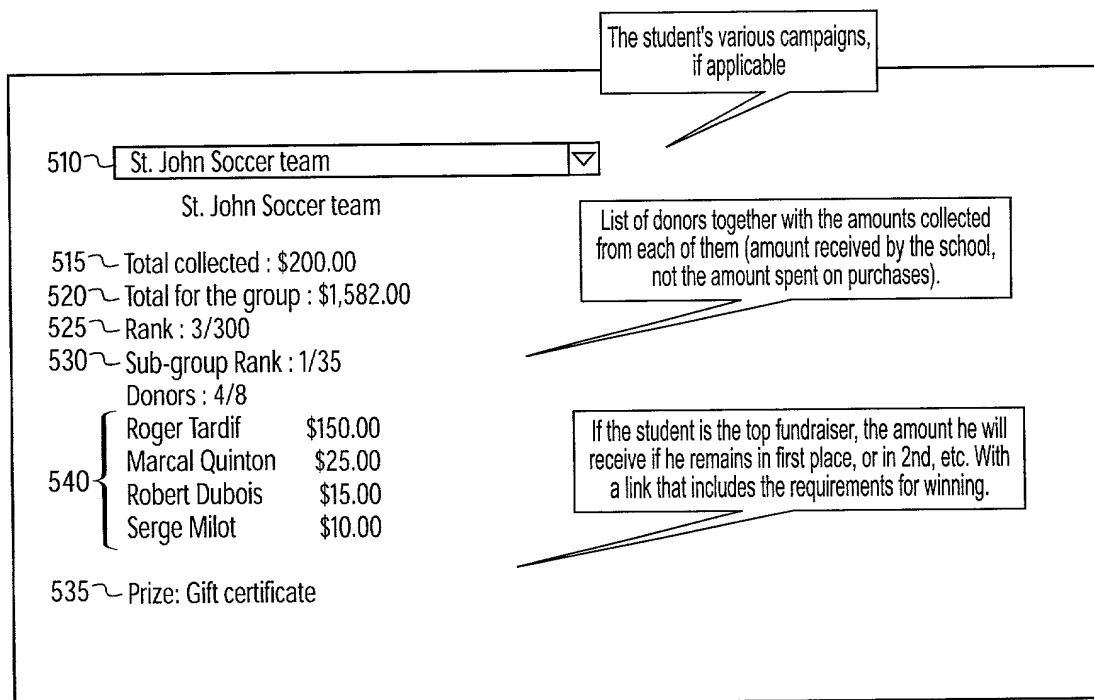 The student's various campaigns,
if applicable
510 St. John Soccer team
St. John Soccer team
List of donors together with the amounts collected
from each of them (amount received by the school,
not the amount spent on purchases).
515 Total collected : $200.00
520 Total for the group : $1,582.00
525 Rank : 3/300
530 Sub-group Rank : 1/35
Donors : 4/8
540
Roger Tardif $150.00
Marcal Quinton $25.00
Robert Dubois $15.00
Serge Milot $10.00
If the student is the top fundraiser, the amount he will
receive if he remains in first place, or in 2nd, etc. With
a link that includes the requirements for winning.
535 Prize: Gift certificate